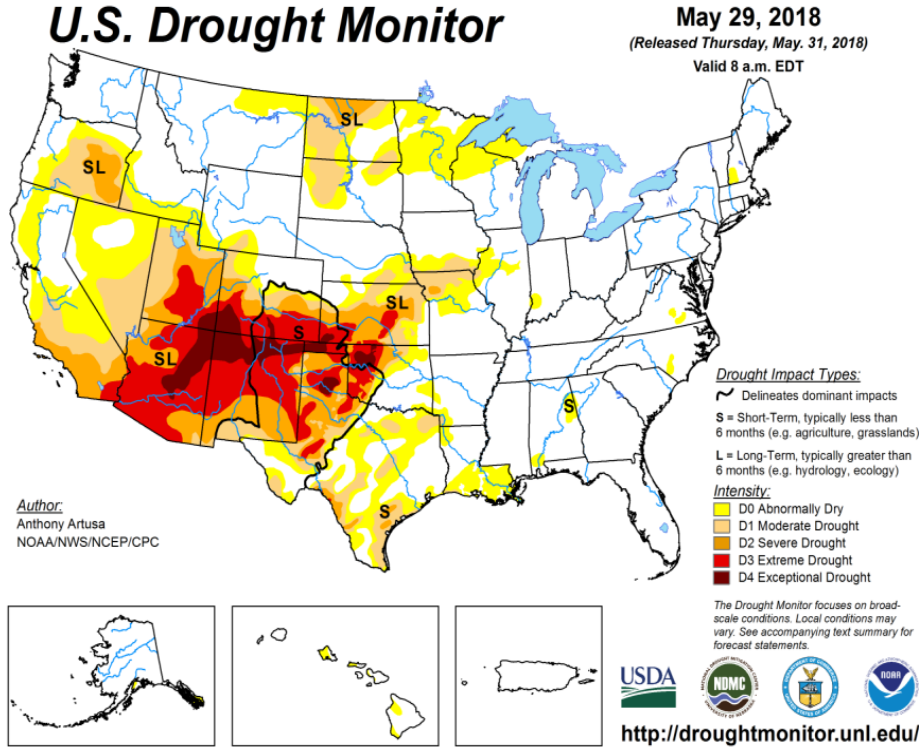 U.S. Drought Monitor
May 29, 2018
(Released Thursday, May. 31, 2018)
Valid 8 a.m. EDT
SL
SL
SL
S
SL
S
S
Drought Impact Types:
Delineates dominant impacts
S = Short-Term, typically less than
6 months (e.g. agriculture, grasslands)
L = Long-Term, typically greater than
6 months (e.g. hydrology, ecology)
Intensity:
D0 Abnormally Dry
D1 Moderate Drought
D2 Severe Drought
D3 Extreme Drought
D4 Exceptional Drought
Author:
Anthony Artusa
NOAA/NWS/NCEP/CPC
The Drought Monitor focuses on broad-
scale conditions. Local conditions may
vary. See accompanying text summary for
forecast statements.
USDA
NDMC
NOAA
http://droughtmonitor.unl.edu/